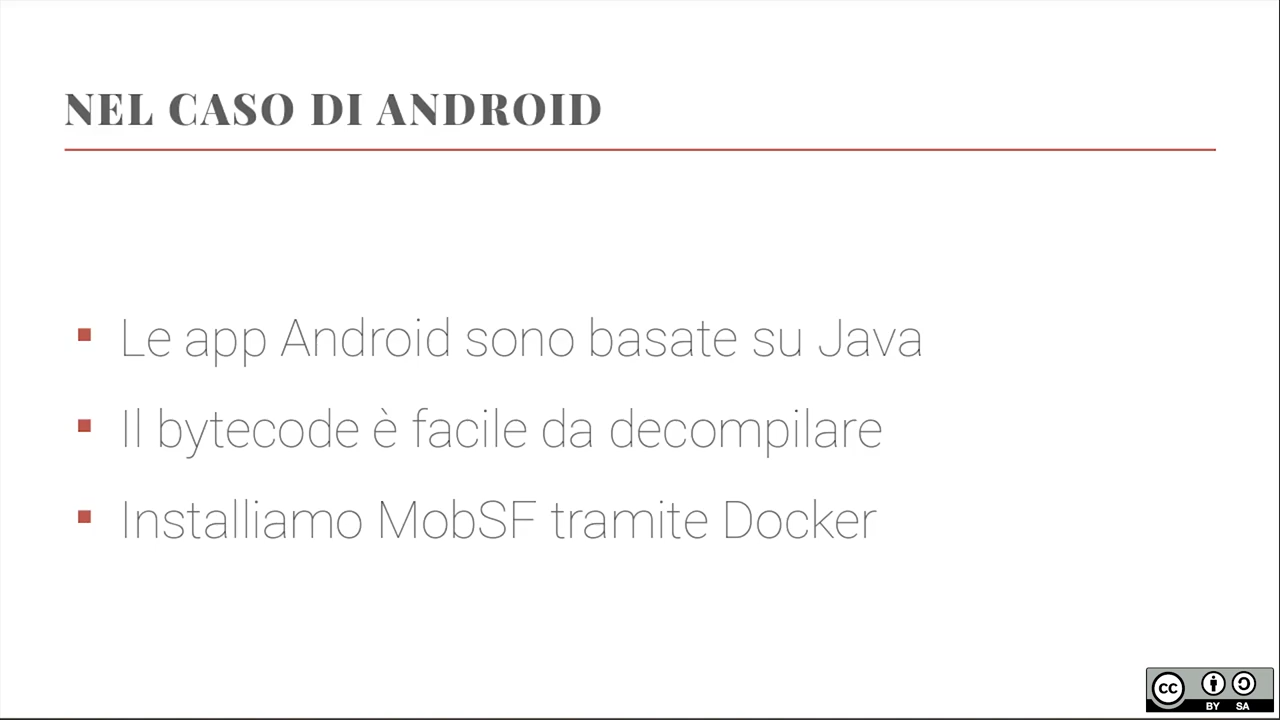 NEL CASO DI ANDROID
Le app Android sono basate su Java
Il bytecode è facile da decompilare
Installiamo MobSF tramite Docker
cc BY SA